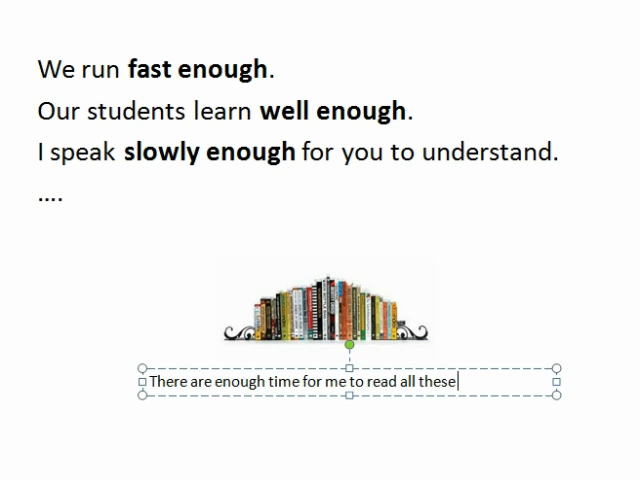 We run fast enough.
Our students learn well enough.
I speak slowly enough for you to understand.
....
There are enough time for me to read all these